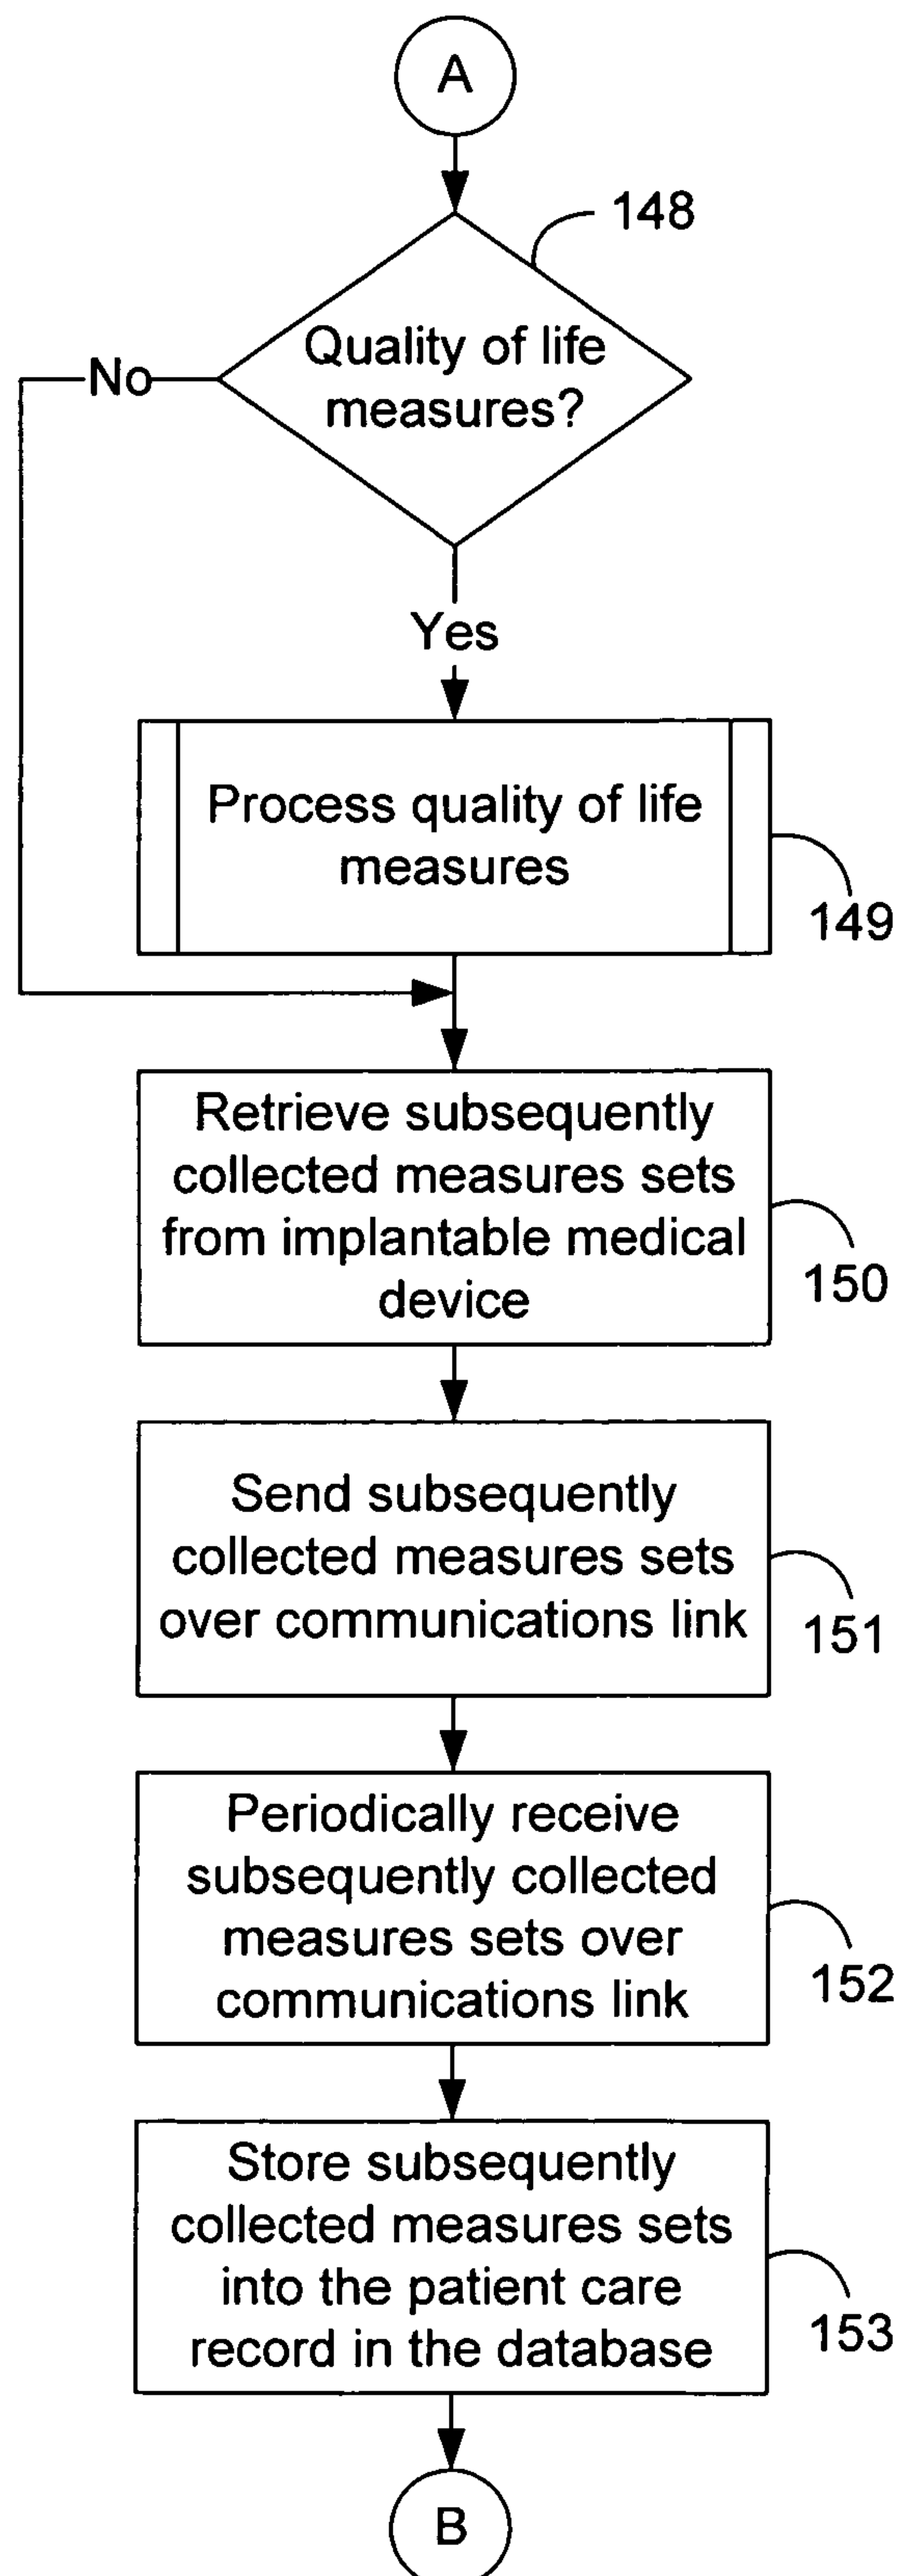 A
148
Quality of life
measures?
No
Yes
Process quality of life
measures
149
Retrieve subsequently
collected measures sets
from implantable medical
device
150
Send subsequently
collected measures sets
over communications link
151
Periodically receive
subsequently collected
measures sets over
communications link
152
Store subsequently
collected measures sets
into the patient care
record in the database
153
B